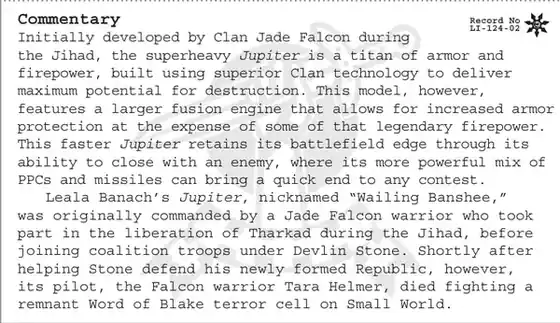 Commentary
Record No
LI-124-02
Initially developed by Clan Jade Falcon during
the Jihad, the superheavy Jupiter is a titan of armor and
firepower, built using superior Clan technology to deliver
maximum potential for destruction. This model, however,
features a larger fusion engine that allows for increased armor
protection at the expense of some of that legendary firepower.
This faster Jupiter retains its battlefield edge through its
ability to close with an enemy, where its more powerful mix of
PPCs and missiles can bring a quick end to any contest.
Leala Banach’s Jupiter, nicknamed “Wailing Banshee,”
was originally commanded by a Jade Falcon warrior who took
part in the liberation of Tharkad during the Jihad, before
joining coalition troops under Devlin Stone. Shortly after
helping Stone defend his newly formed Republic, however,
its pilot, the Falcon warrior Tara Helmer, died fighting a
remnant Word of Blake terror cell on Small World.